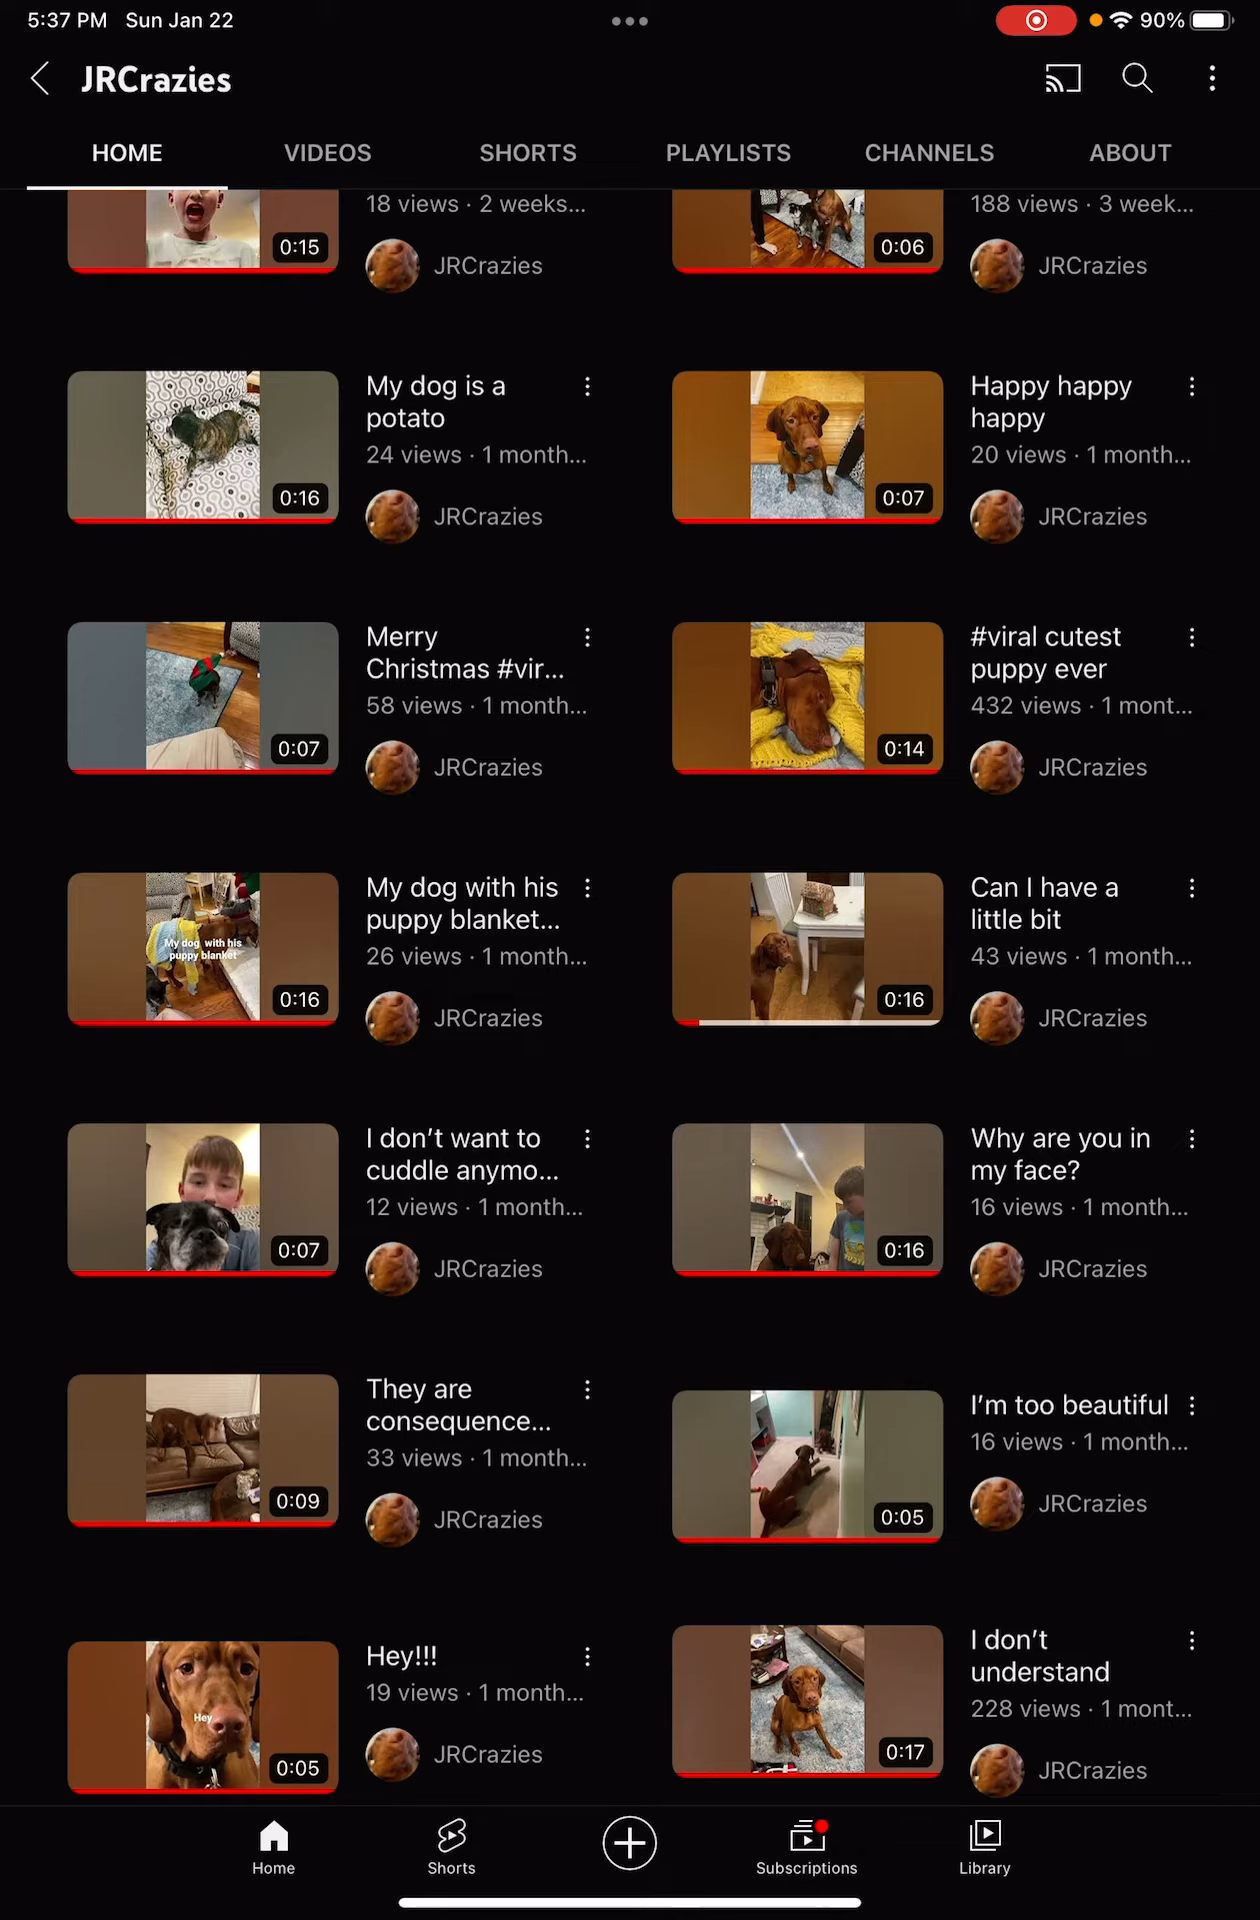 5:37 PM Sun Jan 22
90%
JRCrazies
HOME VIDEOS SHORTS PLAYLISTS CHANNELS ABOUT
18 views · 2 weeks...
0:15
JRCrazies
188 views · 3 week...
0:06
JRCrazies
My dog is a
potato
24 views · 1 month...
0:16
JRCrazies
Happy happy
happy
20 views · 1 month...
0:07
JRCrazies
Merry
Christmas #vir...
58 views · 1 month...
0:07
JRCrazies
#viral cutest
puppy ever
432 views · 1 mont...
0:14
JRCrazies
My dog with his
puppy blanket
My dog with his
puppy blanket...
26 views · 1 month...
0:16
JRCrazies
Can I have a
little bit
43 views · 1 month...
0:16
JRCrazies
I don’t want to
cuddle anymo...
12 views · 1 month...
0:07
JRCrazies
Why are you in
my face?
16 views · 1 month...
0:16
JRCrazies
They are
consequence...
33 views · 1 month...
0:09
JRCrazies
I’m too beautiful
16 views · 1 month...
0:05
JRCrazies
Hey
Hey!!!
19 views · 1 month...
0:05
JRCrazies
I don’t
understand
228 views · 1 mont...
0:17
JRCrazies
Home Shorts Subscriptions Library